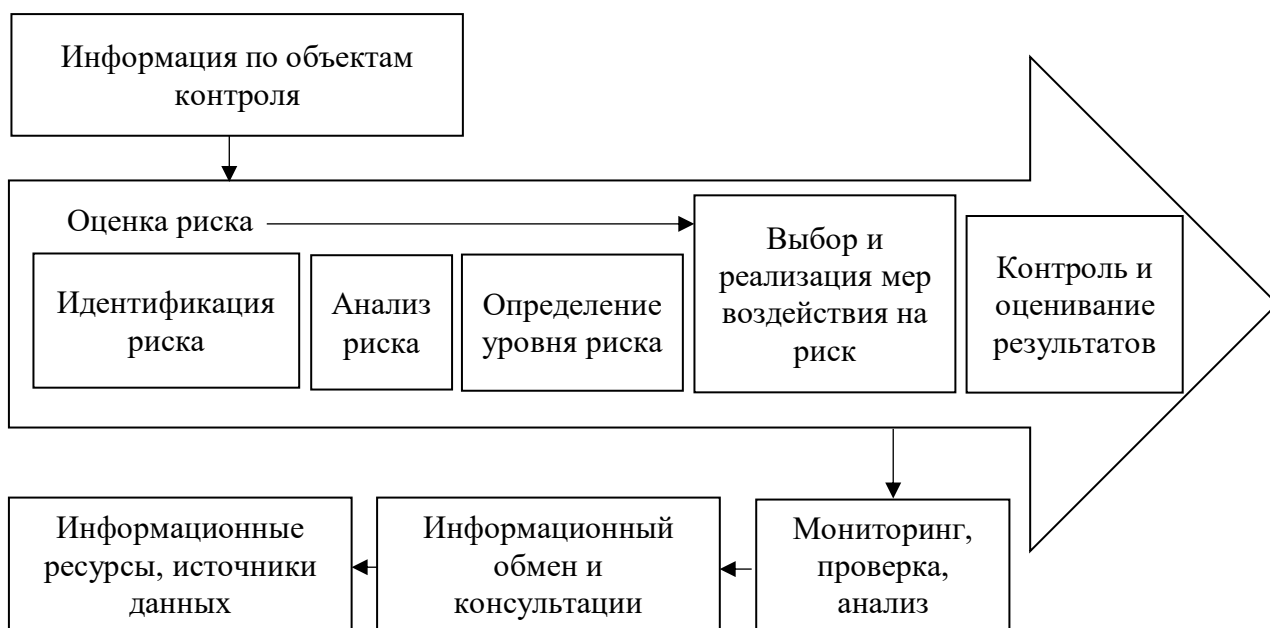 Информация по объектам
контроля
Оценка риска
Идентификация
риска
Анализ
риска
Определение
уровня риска
Выбор и
реализация мер
воздействия на
риск
Контроль и
оценивание
результатов
Информационные
ресурсы, источники
данных
Информационный
обмен и
консультации
Мониторинг,
проверка,
анализ